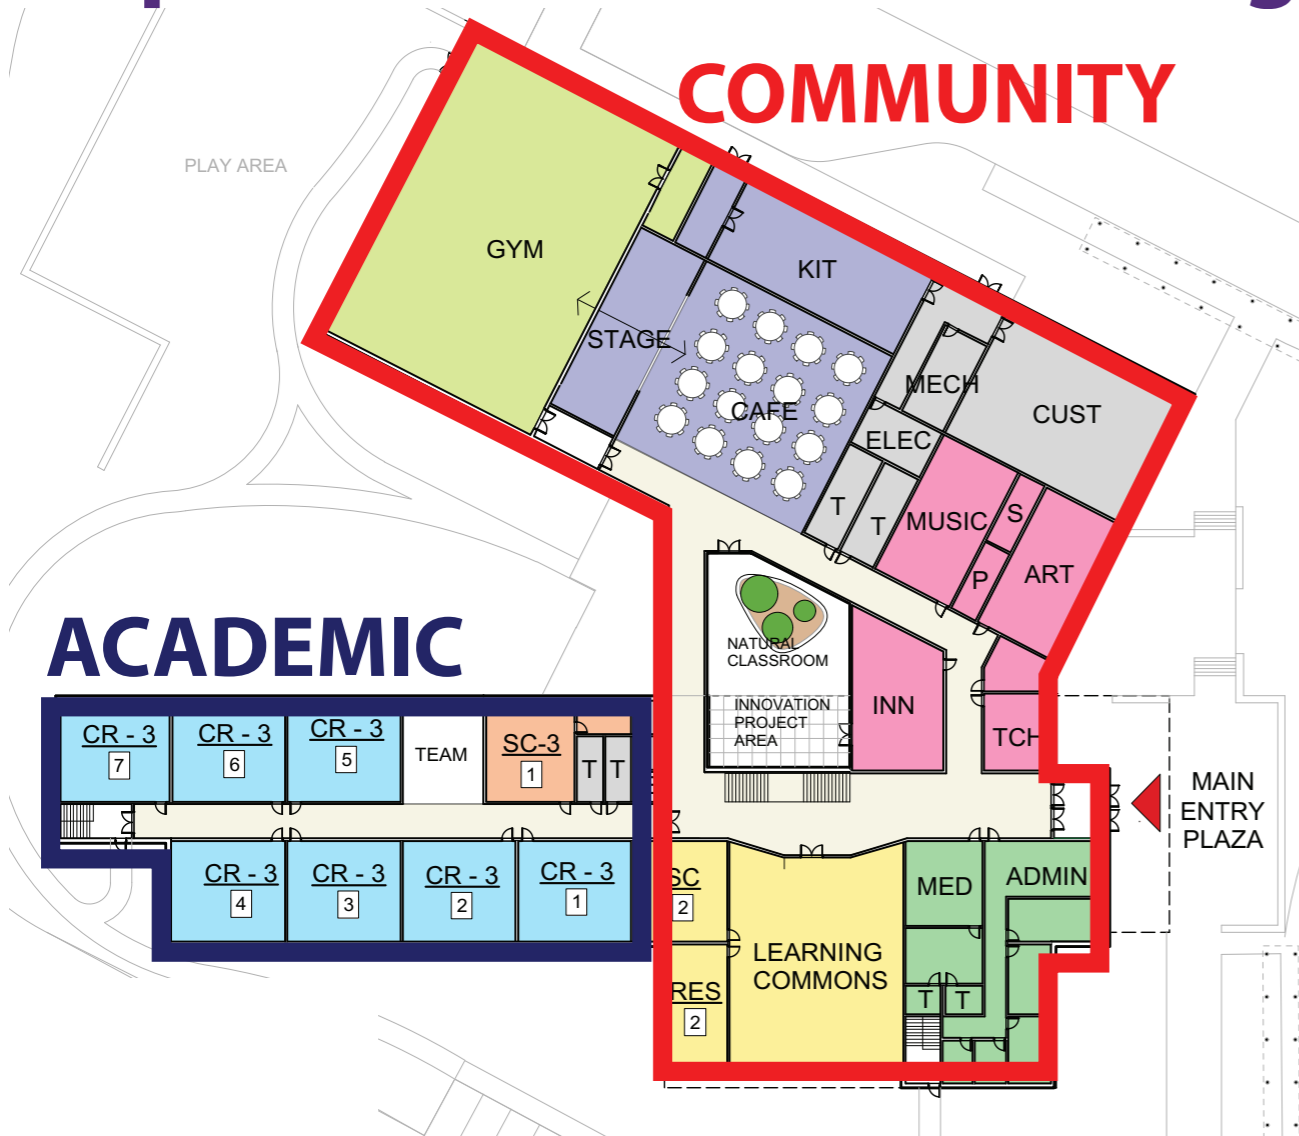 COMMUNITY
PLAY AREA
GYM
KIT
STAGE
CAFE
MECH
CUST
ELEC
T
T
MUSIC
S
P
ART
NATURAL
CLASSROOM
INNOVATION
PROJECT
AREA
INN
TCH
MAIN
ENTRY
PLAZA
ACADEMIC
CR - 3
7
CR - 3
6
CR - 3
5
TEAM
SC-3
1
T
T
CR - 3
4
CR - 3
3
CR - 3
2
CR - 3
1
SC
2
RES
2
LEARNING
COMMONS
MED
ADMIN
T
T